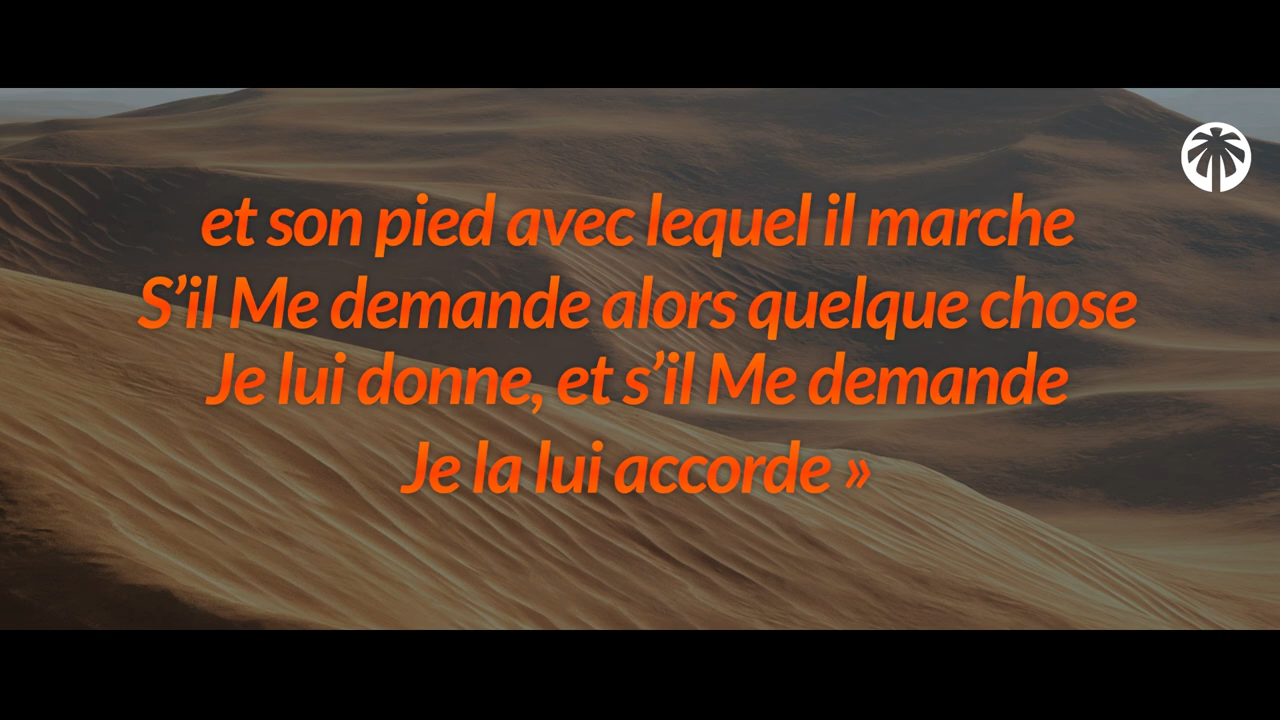 et son pied avec lequel il marche
S’il Me demande alors quelque chose
Je lui donne, et s’il Me demande
Je la lui accorde »